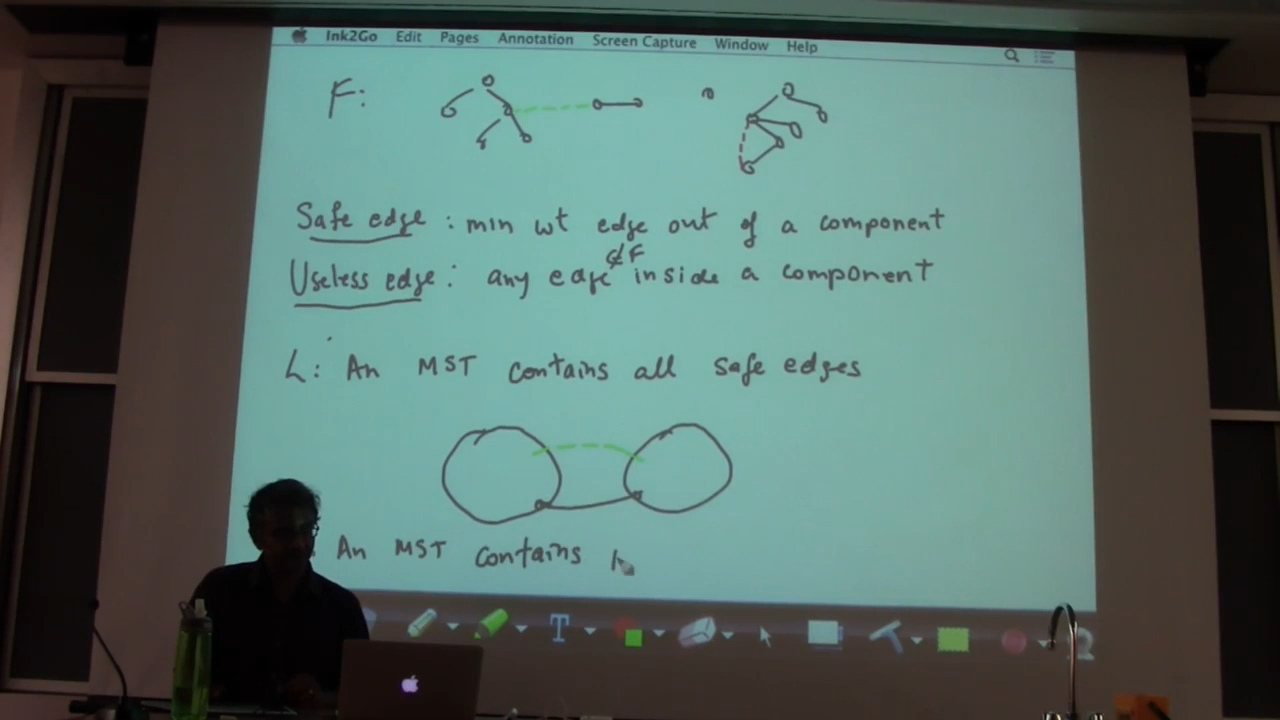 Ink2Go Edit Pages Annotation Screen Capture Window Help
F:
Safe edge : min wt edge out of a component
∉F
Useless edge : any edge inside a component
L: An MST contains all safe edges
An MST contains
T